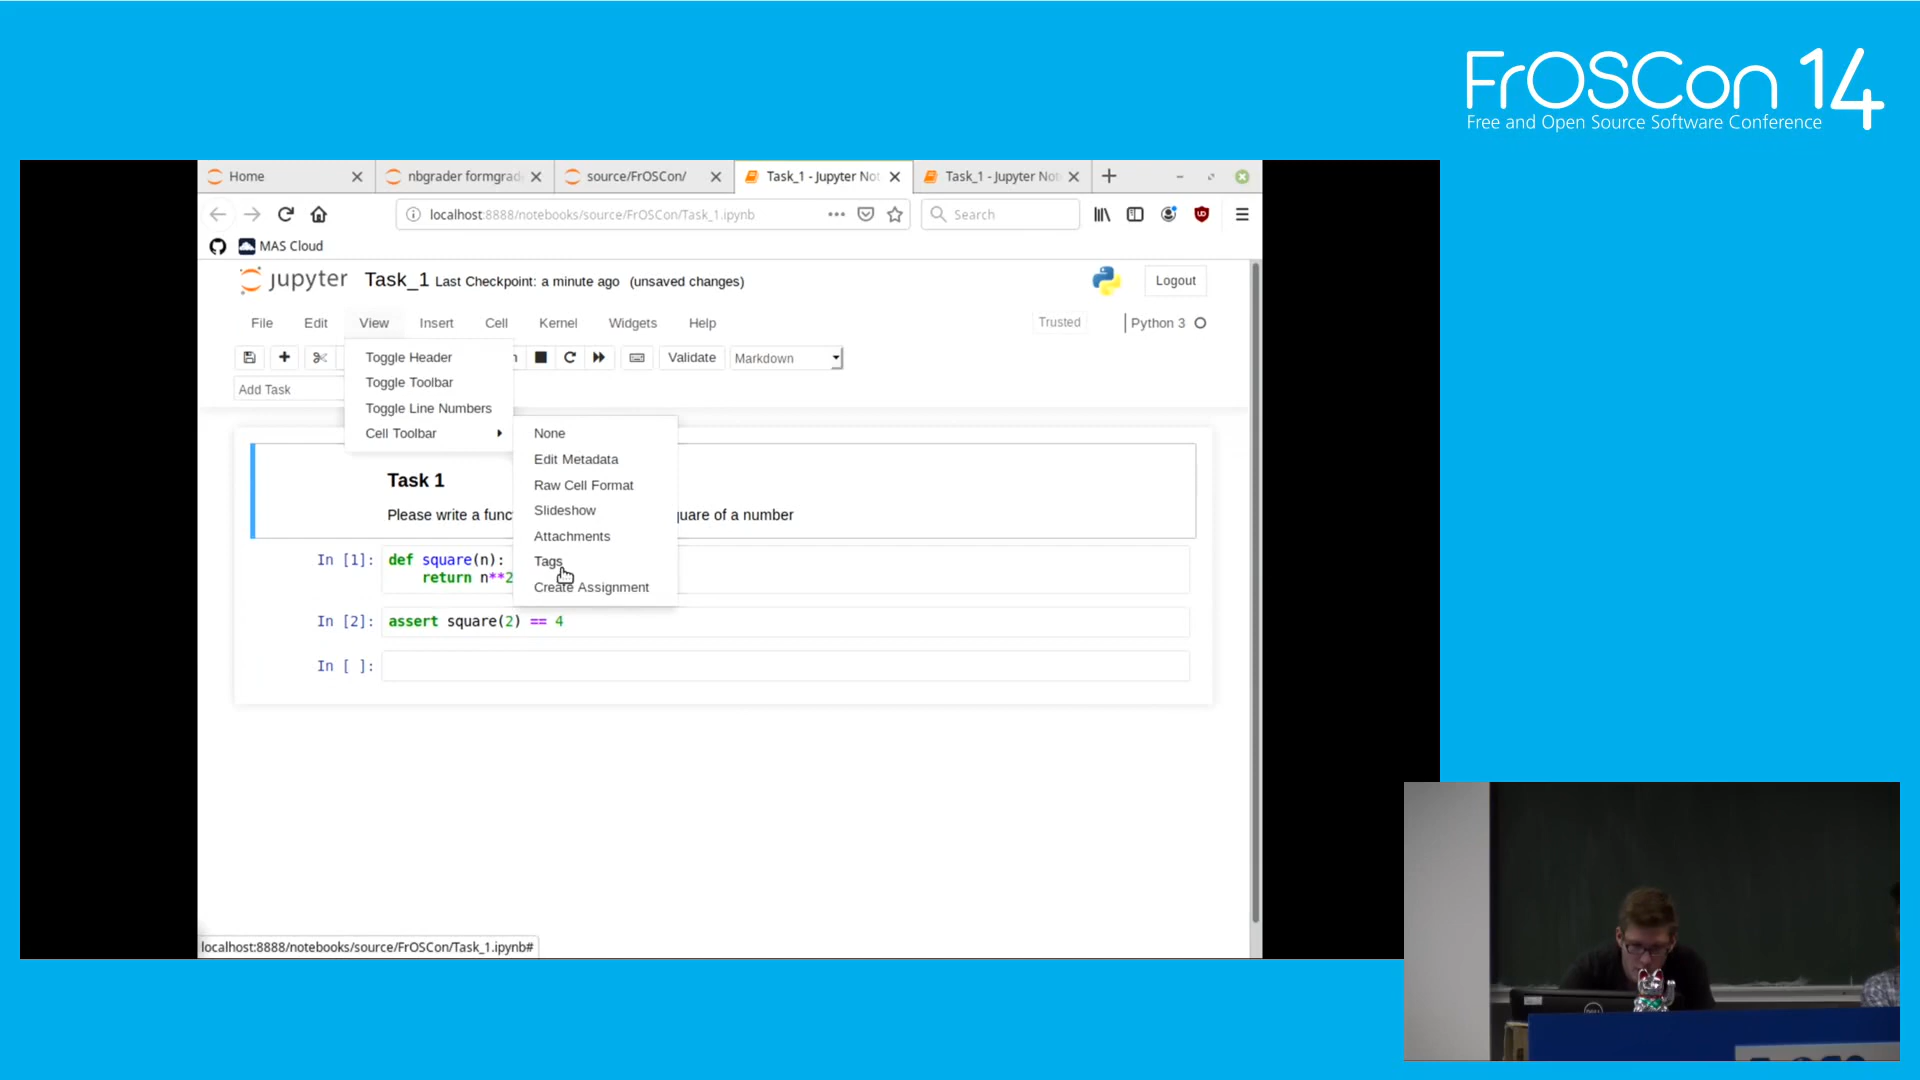 FrOSCon 14
Free and Open Source Software Conference
Home
nbgrader formgrad
source/FrOSCon/
Task_1 - Jupyter Not
Task_1 - Jupyter Not
localhost:8888/notebooks/source/FrOSCon/Task_1.ipynb
Search
MAS Cloud
jupyter Task_1 Last Checkpoint: a minute ago (unsaved changes)
Logout
File Edit View Insert Cell Kernel Widgets Help
Trusted
Python 3
Validate
Markdown
Add Task
Toggle Header
Toggle Toolbar
Toggle Line Numbers
Cell Toolbar
None
Edit Metadata
Raw Cell Format
Slideshow
Attachments
Tags
Create Assignment
Task 1
Please write a func uare of a number
In [1]: def square(n):
return n**2
In [2]: assert square(2) == 4
In [ ]:
localhost:8888/notebooks/source/FrOSCon/Task_1.ipynb#
DELL